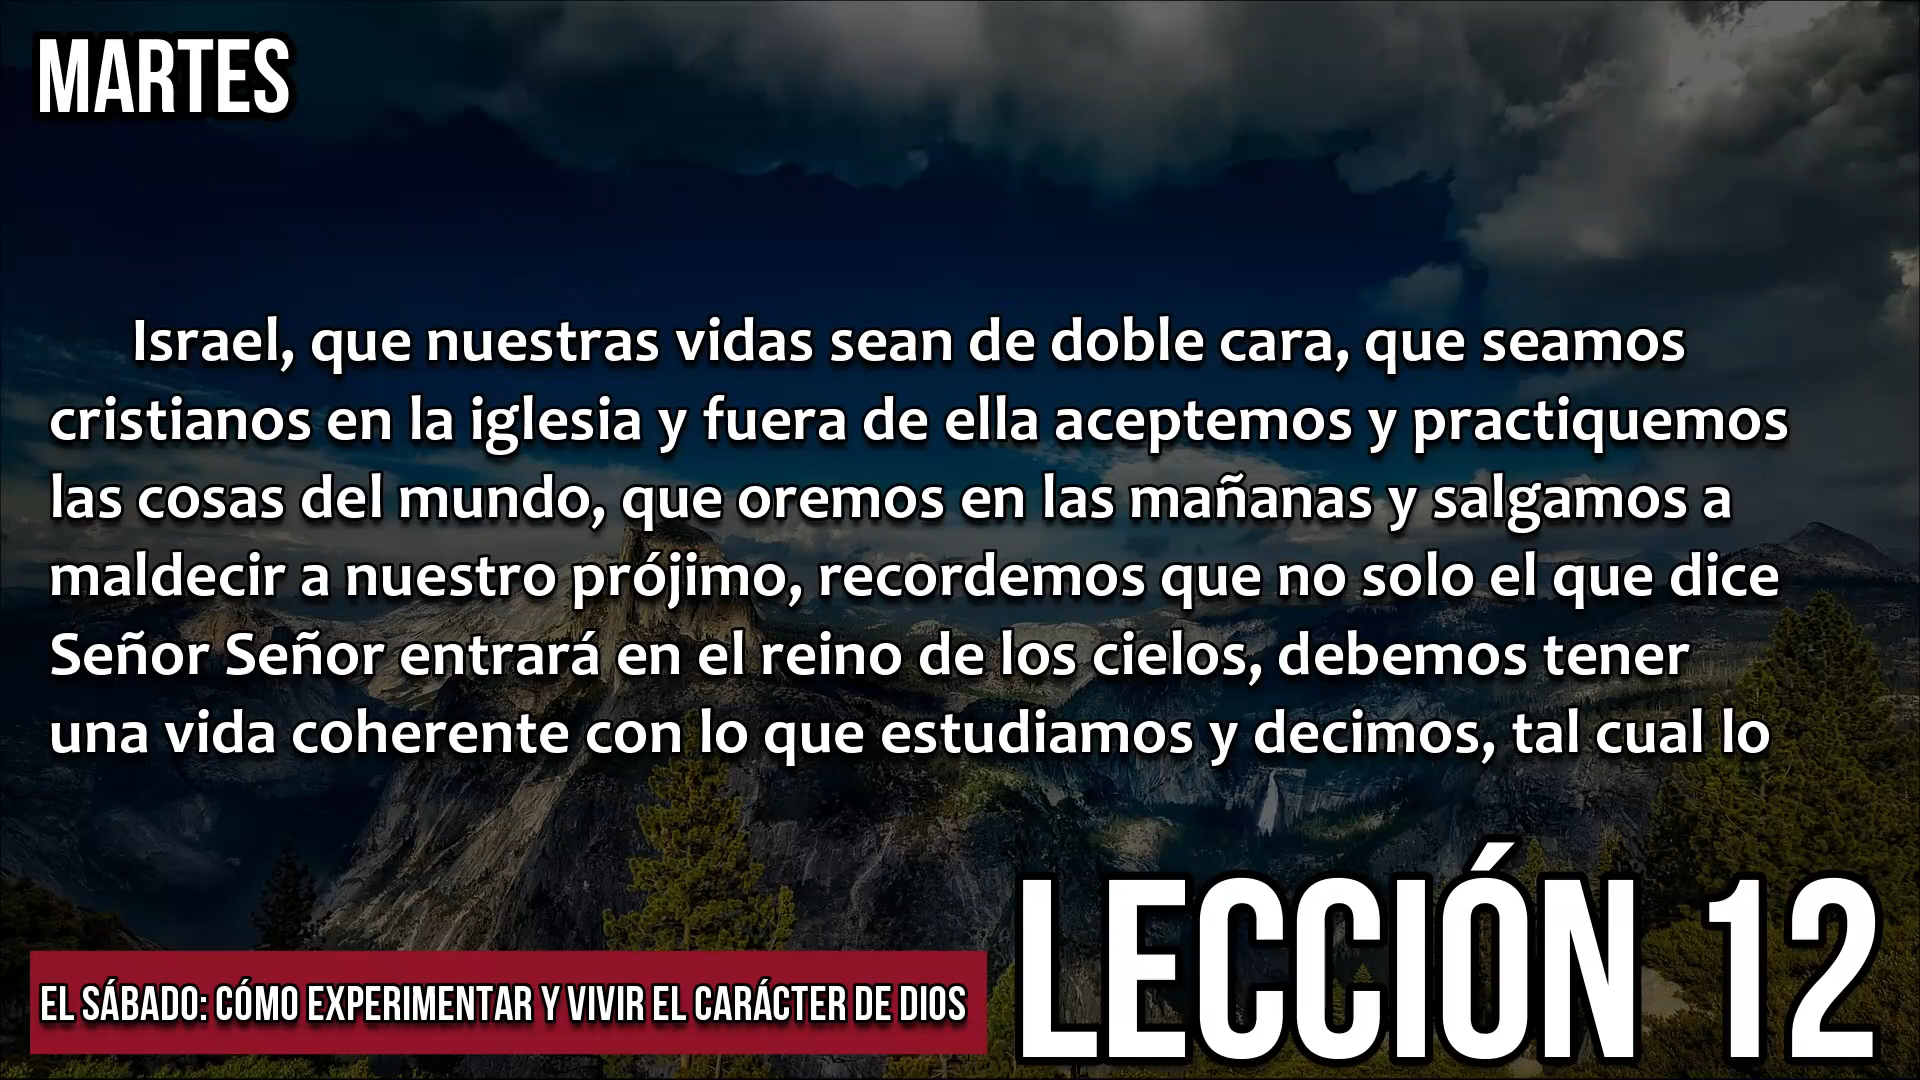 MARTES
Israel, que nuestras vidas sean de doble cara, que seamos
cristianos en la iglesia y fuera de ella aceptemos y practiquemos
las cosas del mundo, que oremos en las mañanas y salgamos a
maldecir a nuestro prójimo, recordemos que no solo el que dice
Señor Señor entrará en el reino de los cielos, debemos tener
una vida coherente con lo que estudiamos y decimos, tal cual lo
EL SÁBADO: CÓMO EXPERIMENTAR Y VIVIR EL CARÁCTER DE DIOS
LECCIÓN 12